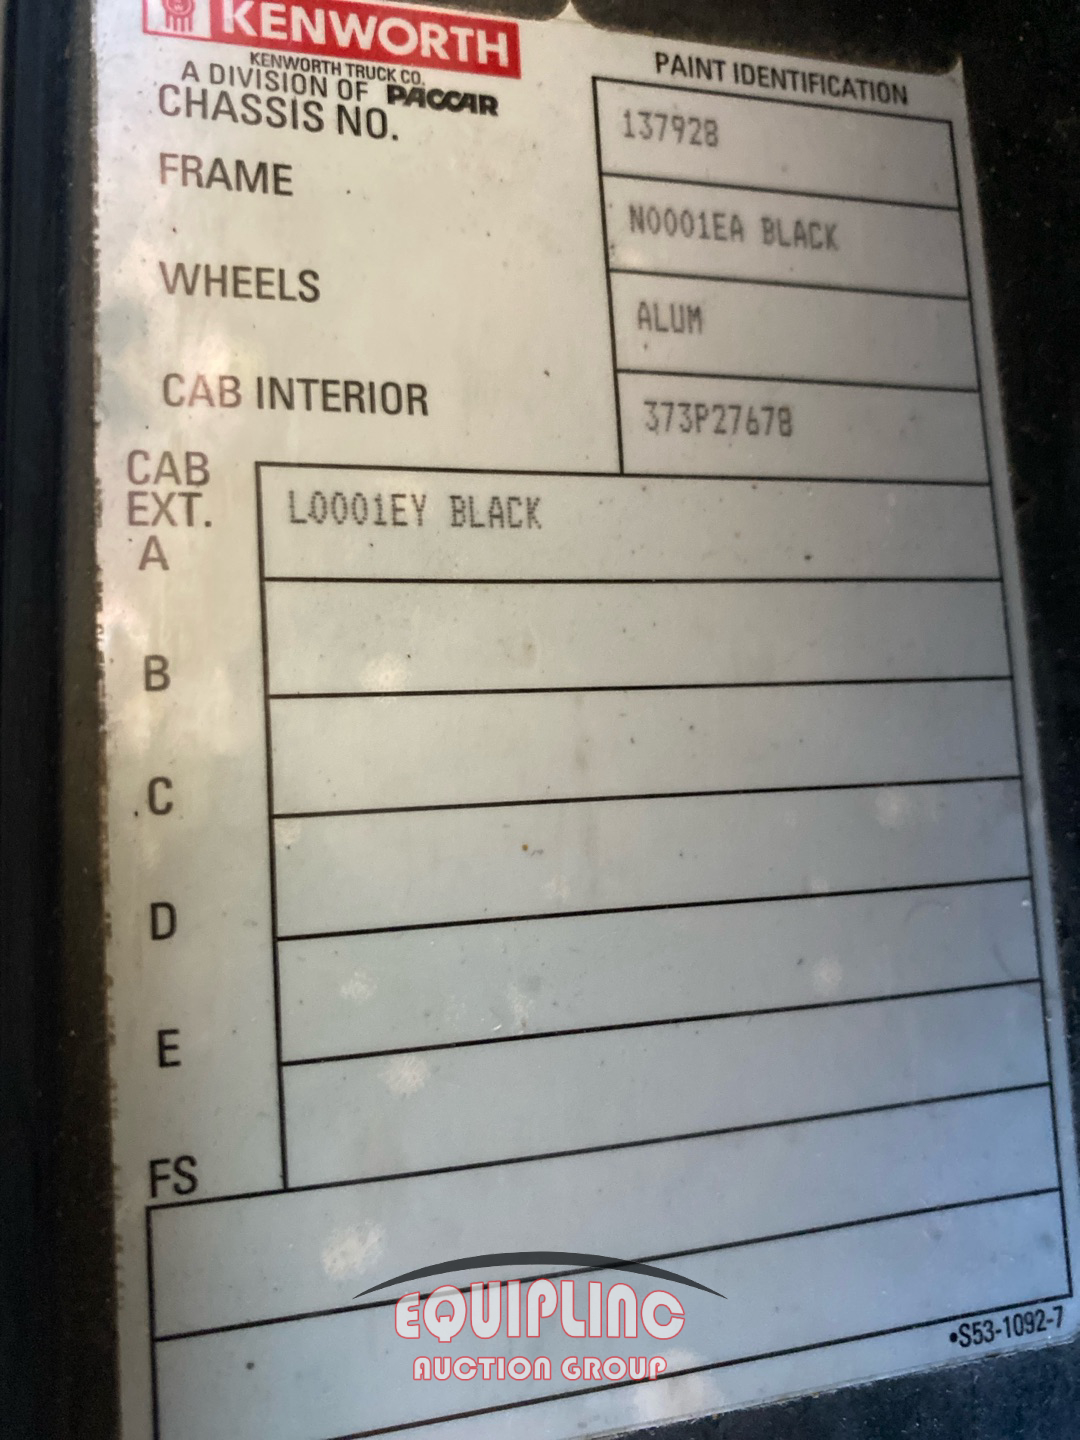 KENWORTH
KENWORTH TRUCK CO.
A DIVISION OF PACCAR
PAINT IDENTIFICATION
CHASSIS NO. 137928
FRAME N0001EA BLACK
WHEELS ALUM
CAB INTERIOR 373P27678
CAB
EXT.
A L0001EY BLACK
B
C
D
E
FS
•S53-1092-7
EQUIPLINC
AUCTION GROUP